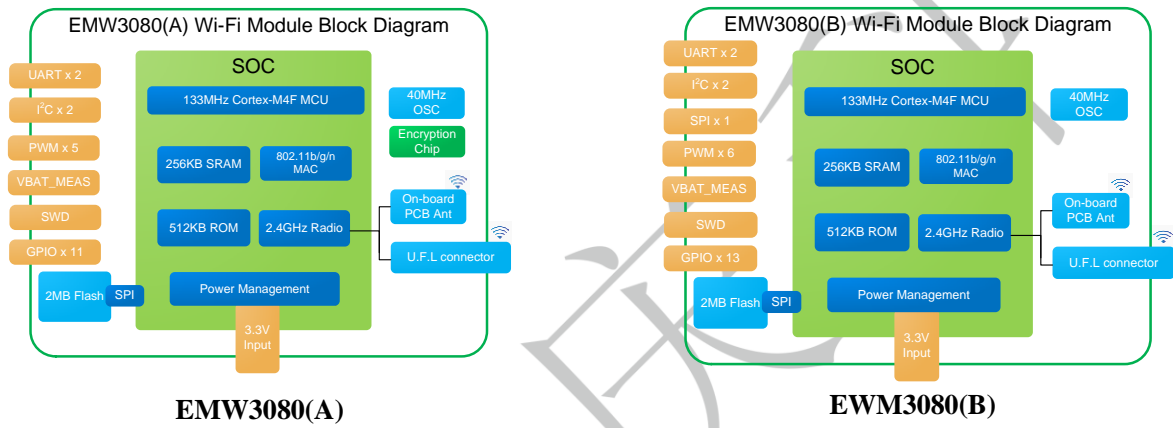 EMW3080(A) Wi-Fi Module Block Diagram
SOC
UART x 2
I²C x 2
PWM x 5
VBAT_MEAS
SWD
GPIO x 11
2MB Flash
SPI
133MHz Cortex-M4F MCU
256KB SRAM
802.11b/g/n
MAC
512KB ROM
2.4GHz Radio
Power Management
3.3V
Input
40MHz
OSC
Encryption
Chip
On-board
PCB Ant
U.F.L connector
EMW3080(A)
EMW3080(B) Wi-Fi Module Block Diagram
SOC
UART x 2
I²C x 2
SPI x 1
PWM x 6
VBAT_MEAS
SWD
GPIO x 13
2MB Flash
SPI
133MHz Cortex-M4F MCU
256KB SRAM
802.11b/g/n
MAC
512KB ROM
2.4GHz Radio
Power Management
3.3V
Input
40MHz
OSC
On-board
PCB Ant
U.F.L connector
EWM3080(B)